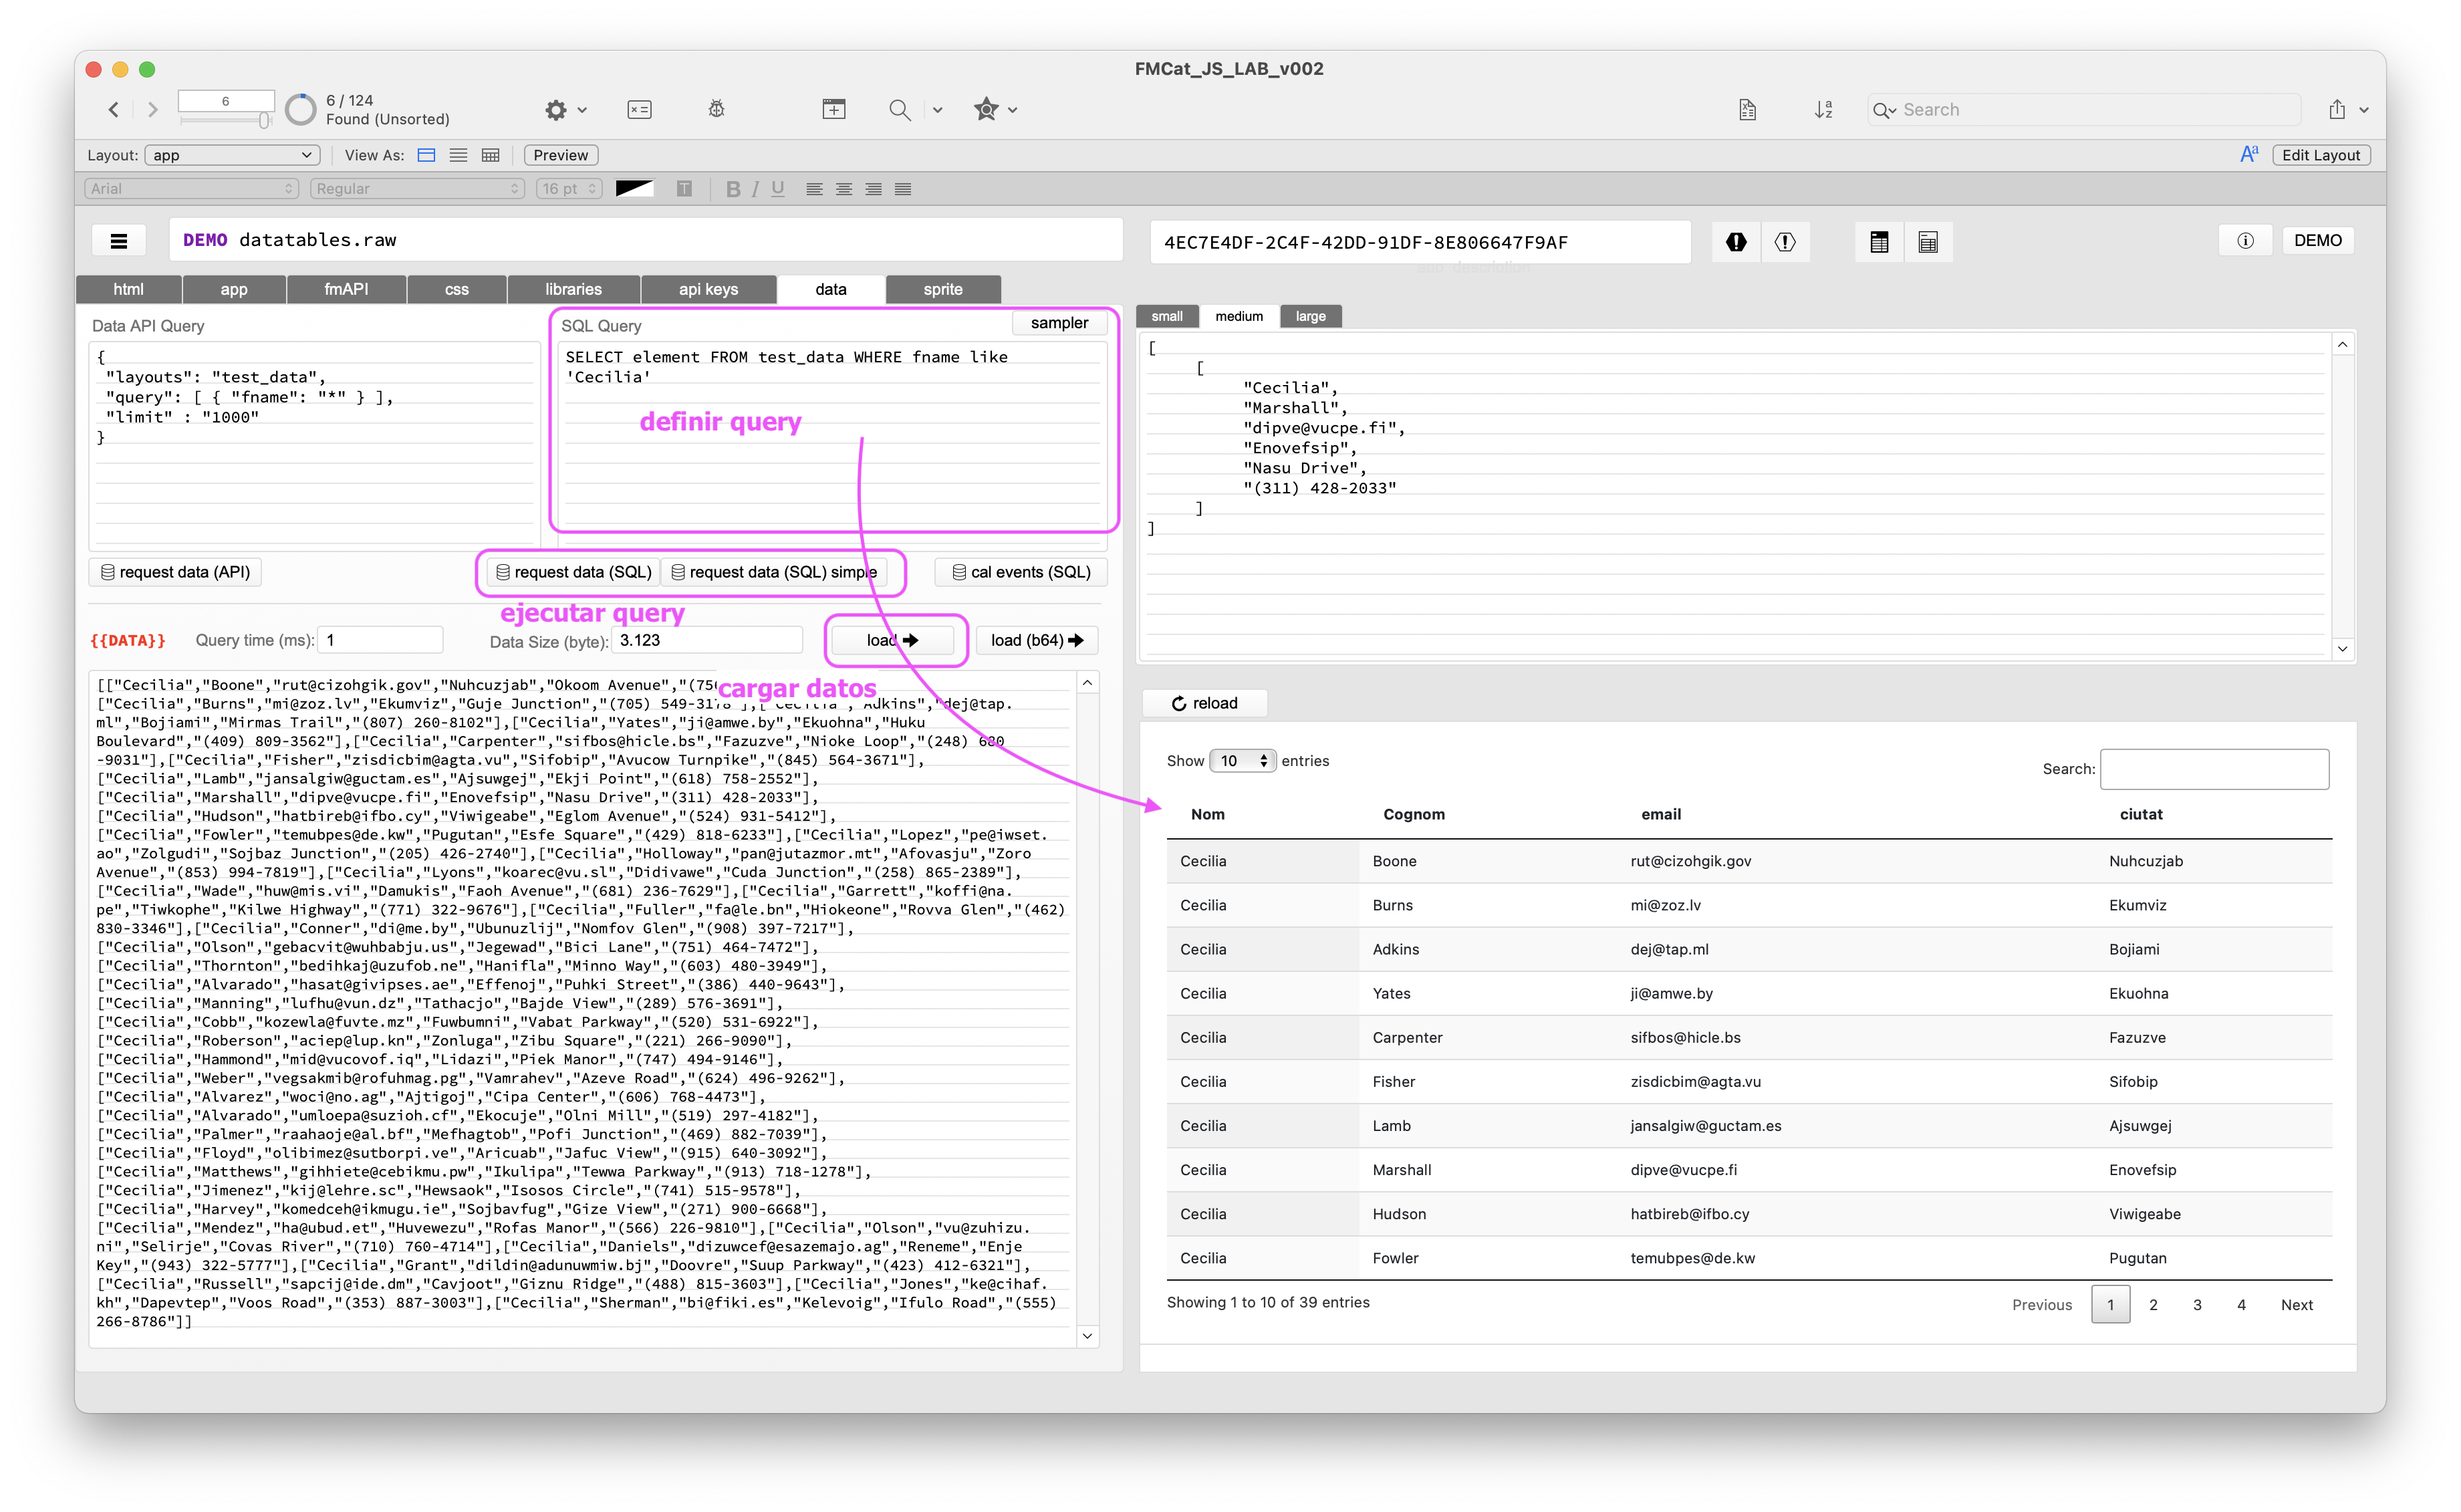 FMCat_JS_LAB_v002
6
6 / 124
Found (Unsorted)
Search
Layout: app View As: Preview Aa Edit Layout
Arial Regular 16 pt T B I U
DEMO datatables.raw
4EC7E4DF-2C4F-42DD-91DF-8E806647F9AF
DEMO
html app fmAPI css libraries api keys data sprite
Data API Query
{
"layouts": "test_data",
"query": [ { "fname": "*" } ],
"limit" : "1000"
}
SQL Query sampler
SELECT element FROM test_data WHERE fname like
'Cecilia'
definir query
request data (API) request data (SQL) request data (SQL) simple cal events (SQL)
ejecutar query
{{DATA}} Query time (ms): 1 Data Size (byte): 3.123 load load (b64)
cargar datos
[["Cecilia","Boone","rut@cizohgik.gov","Nuhcuzjab","Okoom Avenue","(75
["Cecilia","Burns","mi@zoz.lv","Ekumviz","Guje Junction","(705) 549-3178"],["Cecilia","Adkins","dej@tap.
ml","Bojiami","Mirmas Trail","(807) 260-8102"],["Cecilia","Yates","ji@amwe.by","Ekuohna","Huku
Boulevard","(409) 809-3562"],["Cecilia","Carpenter","sifbos@hicle.bs","Fazuzve","Nioke Loop","(248) 680
-9031"],["Cecilia","Fisher","zisdicbim@agta.vu","Sifobip","Avucow Turnpike","(845) 564-3671"],
["Cecilia","Lamb","jansalgiw@guctam.es","Ajsuwgej","Ekji Point","(618) 758-2552"],
["Cecilia","Marshall","dipve@vucpe.fi","Enovefsip","Nasu Drive","(311) 428-2033"],
["Cecilia","Hudson","hatbireb@ifbo.cy","Viwigeabe","Eglom Avenue","(524) 931-5412"],
["Cecilia","Fowler","temubpes@de.kw","Pugutan","Esfe Square","(429) 818-6233"],["Cecilia","Lopez","pe@iwset.
ao","Zolgudi","Sojbaz Junction","(205) 426-2740"],["Cecilia","Holloway","pan@jutazmor.mt","Afovasju","Zoro
Avenue","(853) 994-7819"],["Cecilia","Lyons","koarec@vu.sl","Didivawe","Cuda Junction","(258) 865-2389"],
["Cecilia","Wade","huw@mis.vi","Damukis","Faoh Avenue","(681) 236-7629"],["Cecilia","Garrett","koffi@na.
pe","Tiwkophe","Kilwe Highway","(771) 322-9676"],["Cecilia","Fuller","fa@le.bn","Hiokeone","Rovva Glen","(462)
830-3346"],["Cecilia","Conner","di@me.by","Ubunuzlij","Nomfov Glen","(908) 397-7217"],
["Cecilia","Olson","gebacvit@wuhbabju.us","Jegewad","Bici Lane","(751) 464-7472"],
["Cecilia","Thornton","bedihkaj@uzufob.ne","Hanifla","Minno Way","(603) 480-3949"],
["Cecilia","Alvarado","hasat@givipses.ae","Effenoj","Puhki Street","(386) 440-9643"],
["Cecilia","Manning","lufhu@vun.dz","Tathacjo","Bajde View","(289) 576-3691"],
["Cecilia","Cobb","kozewla@fuvte.mz","Fuwbumni","Vabat Parkway","(520) 531-6922"],
["Cecilia","Roberson","aciep@lup.kn","Zonluga","Zibu Square","(221) 266-9090"],
["Cecilia","Hammond","mid@vucovof.iq","Lidazi","Piek Manor","(747) 494-9146"],
["Cecilia","Weber","vegsakmib@rofuhmag.pg","Vamrahev","Azeve Road","(624) 496-9262"],
["Cecilia","Alvarez","woci@no.ag","Ajtigoj","Cipa Center","(606) 768-4473"],
["Cecilia","Alvarado","umloepa@suzioh.cf","Ekocuje","Olni Mill","(519) 297-4182"],
["Cecilia","Palmer","raahaoje@al.bf","Mefhagtob","Pofi Junction","(469) 882-7039"],
["Cecilia","Floyd","olibimez@sutborpi.ve","Aricuab","Jafuc View","(915) 640-3092"],
["Cecilia","Matthews","gihhiete@cebikmu.pw","Ikulipa","Tewwa Parkway","(913) 718-1278"],
["Cecilia","Jimenez","kij@lehre.sc","Hewsaok","Isosos Circle","(741) 515-9578"],
["Cecilia","Harvey","komedceh@ikmugu.ie","Sojbavfug","Gize View","(271) 900-6668"],
["Cecilia","Mendez","ha@ubud.et","Huvewezu","Rofas Manor","(566) 226-9810"],["Cecilia","Olson","vu@zuhizu.
ni","Selirje","Covas River","(710) 760-4714"],["Cecilia","Daniels","dizuwcef@esazemajo.ag","Reneme","Enje
Key","(943) 322-5777"],["Cecilia","Grant","dildin@adunuwmiw.bj","Doovre","Suup Parkway","(423) 412-6321"],
["Cecilia","Russell","sapcij@ide.dm","Cavjoot","Giznu Ridge","(488) 815-3603"],["Cecilia","Jones","ke@cihaf.
kh","Dapevtep","Voos Road","(353) 887-3003"],["Cecilia","Sherman","bi@fiki.es","Kelevoig","Ifulo Road","(555)
266-8786"]]
small medium large
[
[
"Cecilia",
"Marshall",
"dipve@vucpe.fi",
"Enovefsip",
"Nasu Drive",
"(311) 428-2033"
]
]
reload
Show 10 entries Search:
Nom Cognom email ciutat
Cecilia Boone rut@cizohgik.gov Nuhcuzjab
Cecilia Burns mi@zoz.lv Ekumviz
Cecilia Adkins dej@tap.ml Bojiami
Cecilia Yates ji@amwe.by Ekuohna
Cecilia Carpenter sifbos@hicle.bs Fazuzve
Cecilia Fisher zisdicbim@agta.vu Sifobip
Cecilia Lamb jansalgiw@guctam.es Ajsuwgej
Cecilia Marshall dipve@vucpe.fi Enovefsip
Cecilia Hudson hatbireb@ifbo.cy Viwigeabe
Cecilia Fowler temubpes@de.kw Pugutan
Showing 1 to 10 of 39 entries Previous 1 2 3 4 Next